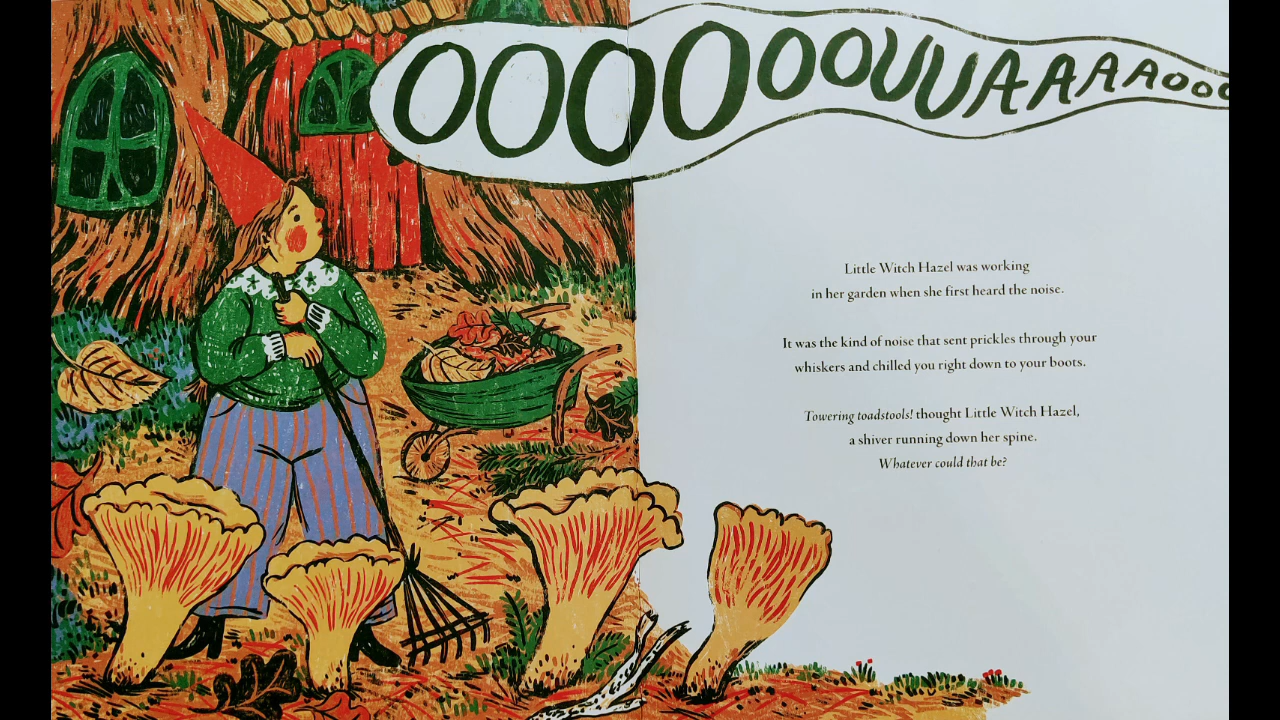 OOOOOOUUAAAAooo
Little Witch Hazel was working
in her garden when she first heard the noise.
It was the kind of noise that sent prickles through your
whiskers and chilled you right down to your boots.
Towering toadstools! thought Little Witch Hazel,
a shiver running down her spine.
Whatever could that be?